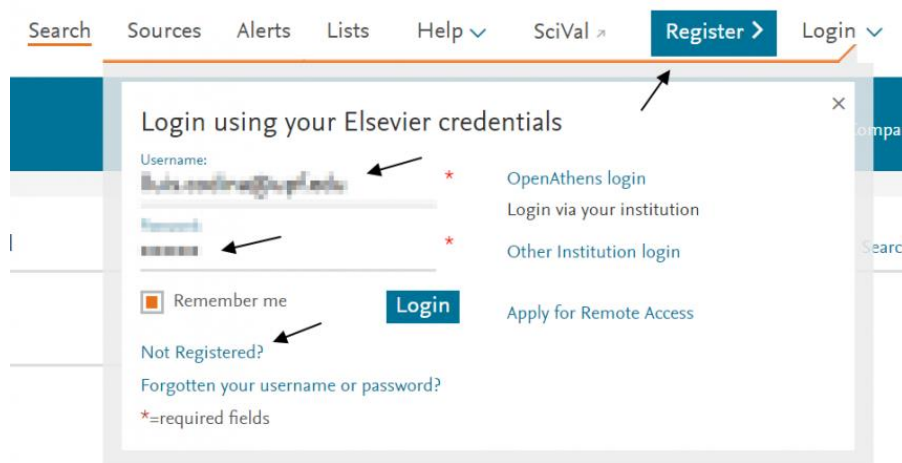 Search Sources Alerts Lists Help SciVal Register Login
Login using your Elsevier credentials
Username:
*
OpenAthens login
Login via your institution
*
Other Institution login
Remember me
Login
Apply for Remote Access
Not Registered?
Forgotten your username or password?
*=required fields